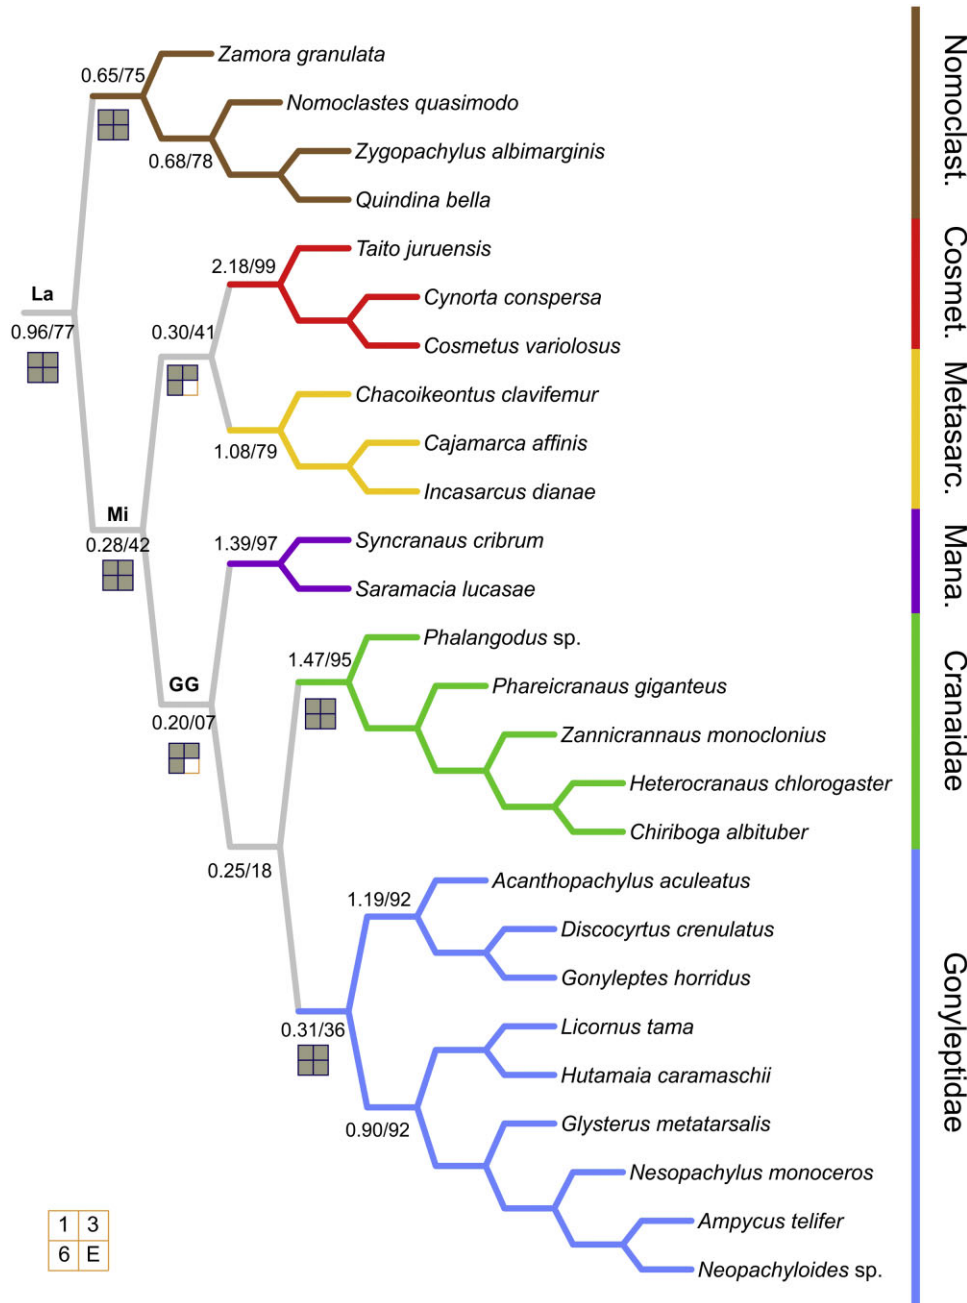 Zamora granulata
0.65/75
Nomoclastes quasimodo
Zygopachylus albimarginis
0.68/78
Quindina bella
Taito juruensis
2.18/99
Cynorta conspersa
La
0.96/77
0.30/41
Cosmetus variolosus
Chacoikeontus clavifemur
Cajamarca affinis
1.08/79
Incasarcus dianae
Mi
0.28/42
1.39/97
Syncranaus cribrum
Saramacia lucasae
Phalangodus sp.
1.47/95
GG
0.20/07
Phareicranaus giganteus
Zannicrannaus monoclonius
Heterocranaus chlorogaster
Chiriboga albituber
0.25/18
Acanthopachylus aculeatus
1.19/92
Discocyrtus crenulatus
Gonyleptes horridus
0.31/36
Licornus tama
Hutamaia caramaschii
Glysterus metatarsalis
0.90/92
Nesopachylus monoceros
Ampycus telifer
Neopachyloides sp.
1 3
6 E
Nomoclast.
Cosmet.
Metasarc.
Mana.
Cranaidae
Gonyleptidae